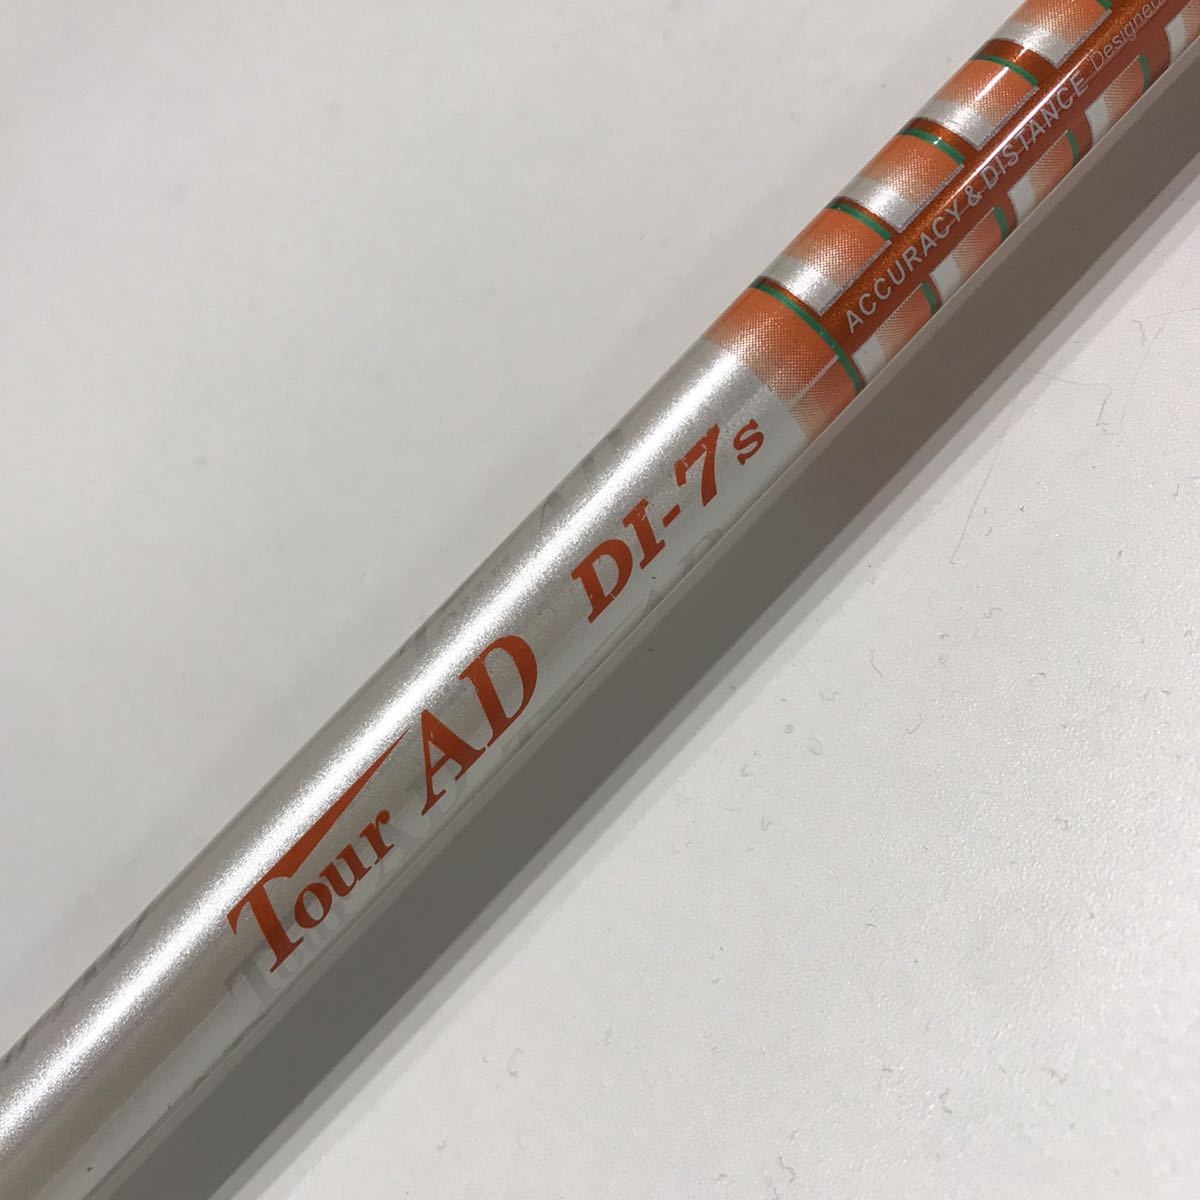 Tour AD DI-7s
ACCURACY & DISTANCE Designed